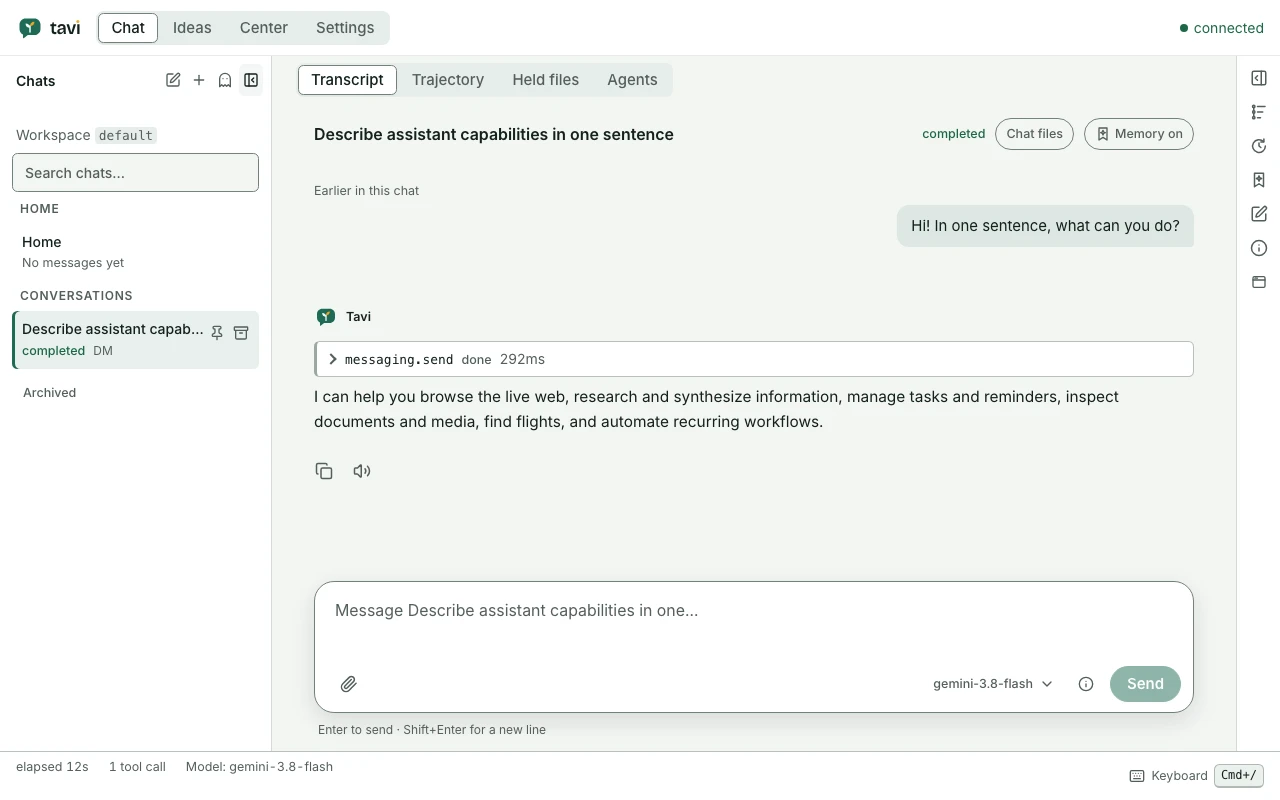 tavi
Chat
Ideas
Center
Settings
connected
Chats
Workspace default
Search chats...
HOME
Home
No messages yet
CONVERSATIONS
Describe assistant capab...
completed DM
Archived
Transcript
Trajectory
Held files
Agents
Describe assistant capabilities in one sentence
completed
Chat files
Memory on
Earlier in this chat
Hi! In one sentence, what can you do?
Tavi
messaging.send done 292ms
I can help you browse the live web, research and synthesize information, manage tasks and reminders, inspect
documents and media, find flights, and automate recurring workflows.
Message Describe assistant capabilities in one...
gemini-3.8-flash
Send
Enter to send · Shift+Enter for a new line
elapsed 12s
1 tool call
Model: gemini-3.8-flash
Keyboard Cmd+/